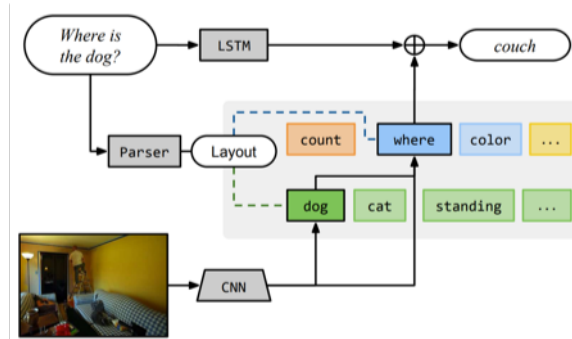 Where is
the dog?
LSTM
couch
Parser
Layout
count
where
color
...
dog
cat
standing
...
CNN